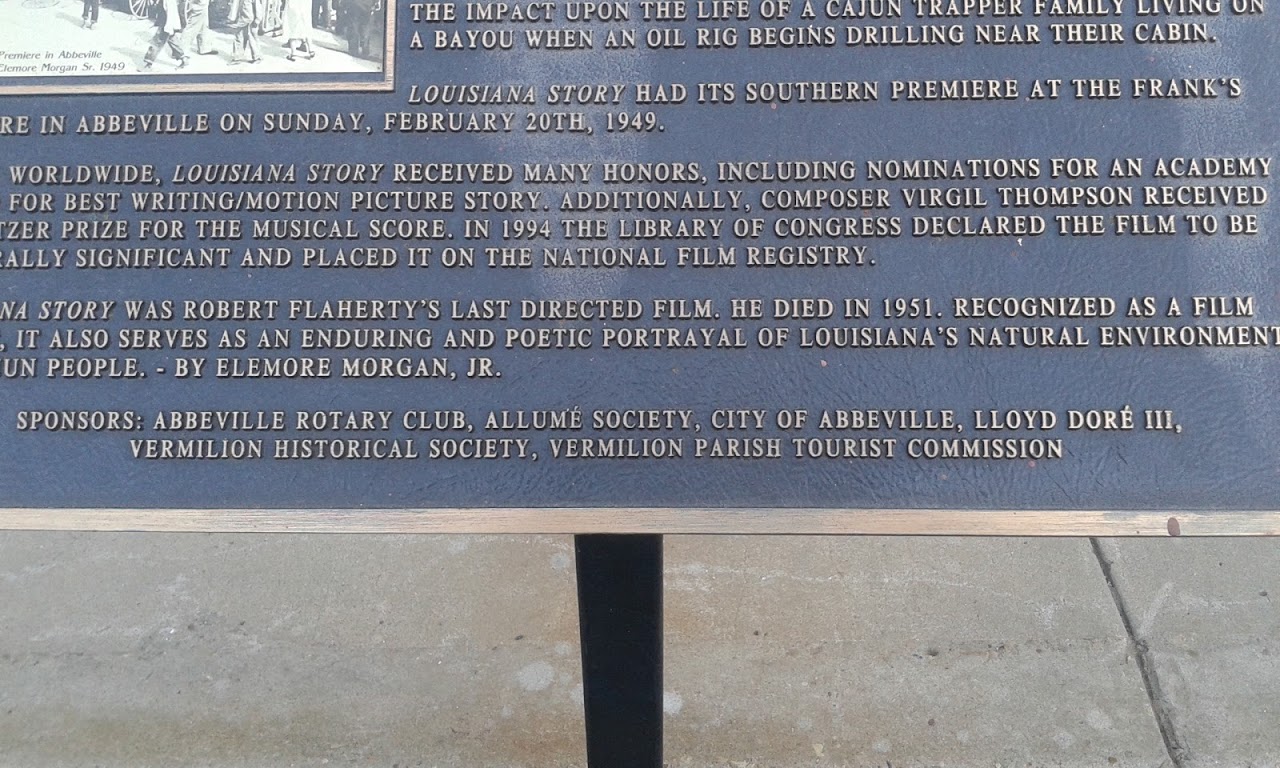 THE IMPACT UPON THE LIFE OF A CAJUN TRAPPER FAMILY LIVING ON
A BAYOU WHEN AN OIL RIG BEGINS DRILLING NEAR THEIR CABIN.
Premiere in Abbeville
Elemore Morgan Sr. 1949
LOUISIANA STORY HAD ITS SOUTHERN PREMIERE AT THE FRANK'S
RE IN ABBEVILLE ON SUNDAY, FEBRUARY 20TH, 1949.
WORLDWIDE, LOUISIANA STORY RECEIVED MANY HONORS, INCLUDING NOMINATIONS FOR AN ACADEMY
FOR BEST WRITING/MOTION PICTURE STORY. ADDITIONALLY, COMPOSER VIRGIL THOMPSON RECEIVED
TZER PRIZE FOR THE MUSICAL SCORE. IN 1994 THE LIBRARY OF CONGRESS DECLARED THE FILM TO BE
RALLY SIGNIFICANT AND PLACED IT ON THE NATIONAL FILM REGISTRY.
NA STORY WAS ROBERT FLAHERTY'S LAST DIRECTED FILM. HE DIED IN 1951. RECOGNIZED AS A FILM
, IT ALSO SERVES AS AN ENDURING AND POETIC PORTRAYAL OF LOUISIANA'S NATURAL ENVIRONMENT
UN PEOPLE. - BY ELEMORE MORGAN, JR.
SPONSORS: ABBEVILLE ROTARY CLUB, ALLUMÉ SOCIETY, CITY OF ABBEVILLE, LLOYD DORÉ III,
VERMILION HISTORICAL SOCIETY, VERMILION PARISH TOURIST COMMISSION